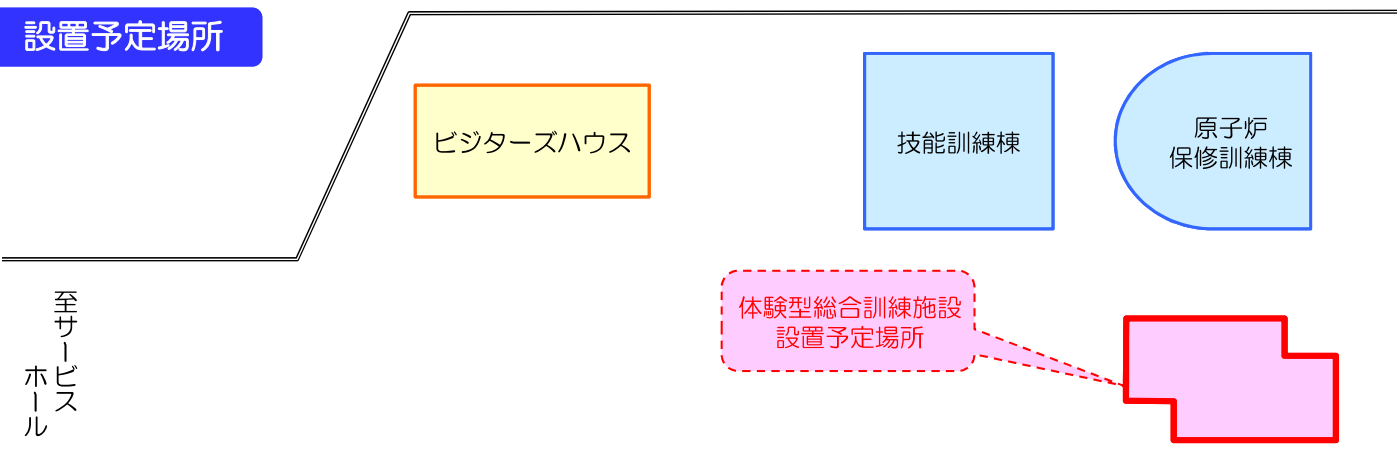 設置予定場所
ビジターズハウス
技能訓練棟
原子炉
保修訓練棟
体験型総合訓練施設
設置予定場所
至サービス
ホール